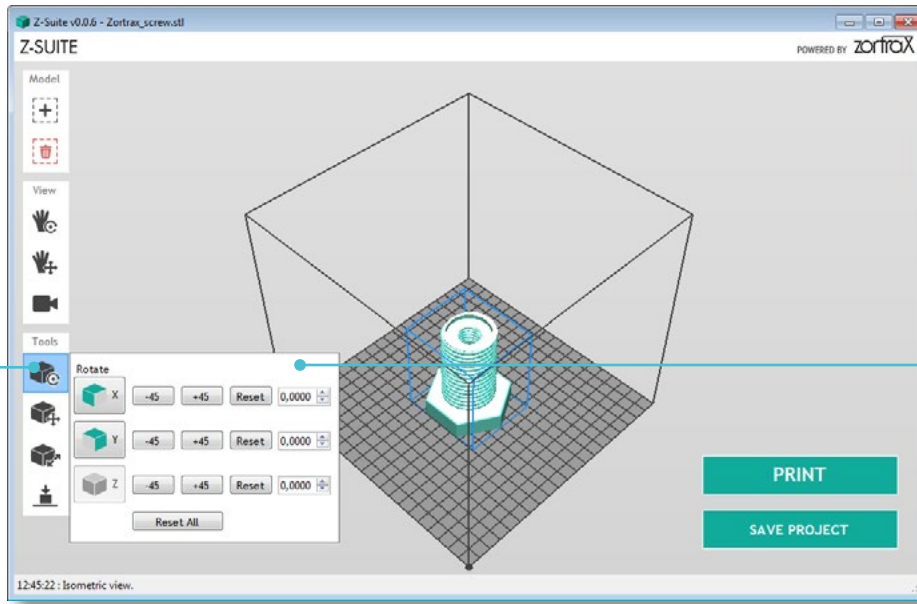 Z-Suite v0.0.6 - Zortrax_screw.stl
Z-SUITE
POWERED BY zortrax
Model
View
Tools
Rotate
X -45 +45 Reset 0,0000
Y -45 +45 Reset 0,0000
Z -45 +45 Reset 0,0000
Reset All
PRINT
SAVE PROJECT
12:45:22 : Isometric view.